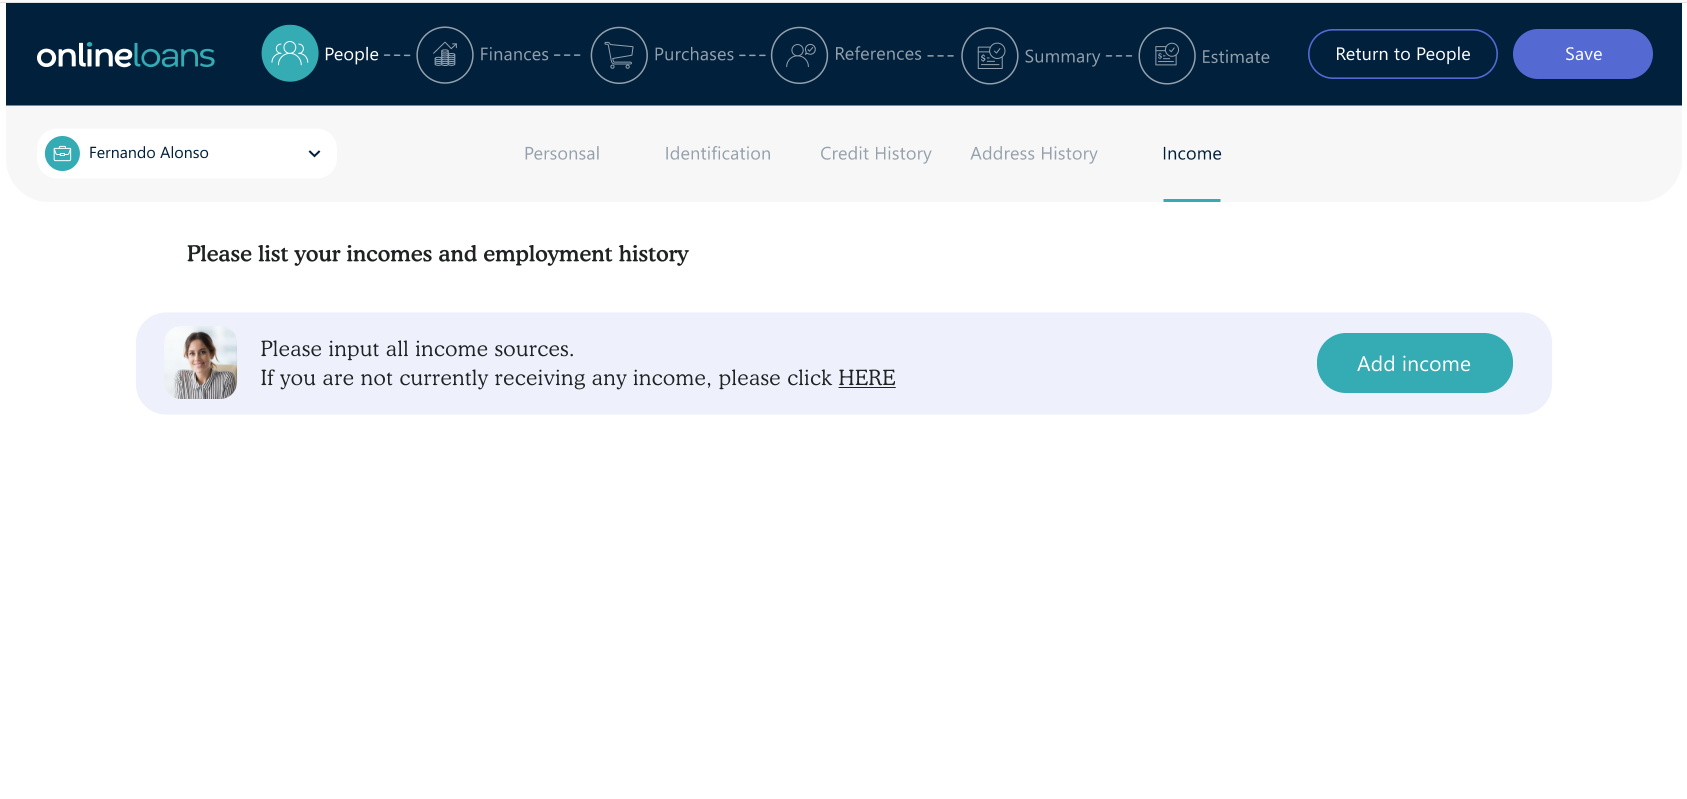 onlineloans
People
Finances
Purchases
References
Summary
Estimate
Return to People
Save
Fernando Alonso
Personsal
Identification
Credit History
Address History
Income
Please list your incomes and employment history
Please input all income sources.
If you are not currently receiving any income, please click HERE
Add income